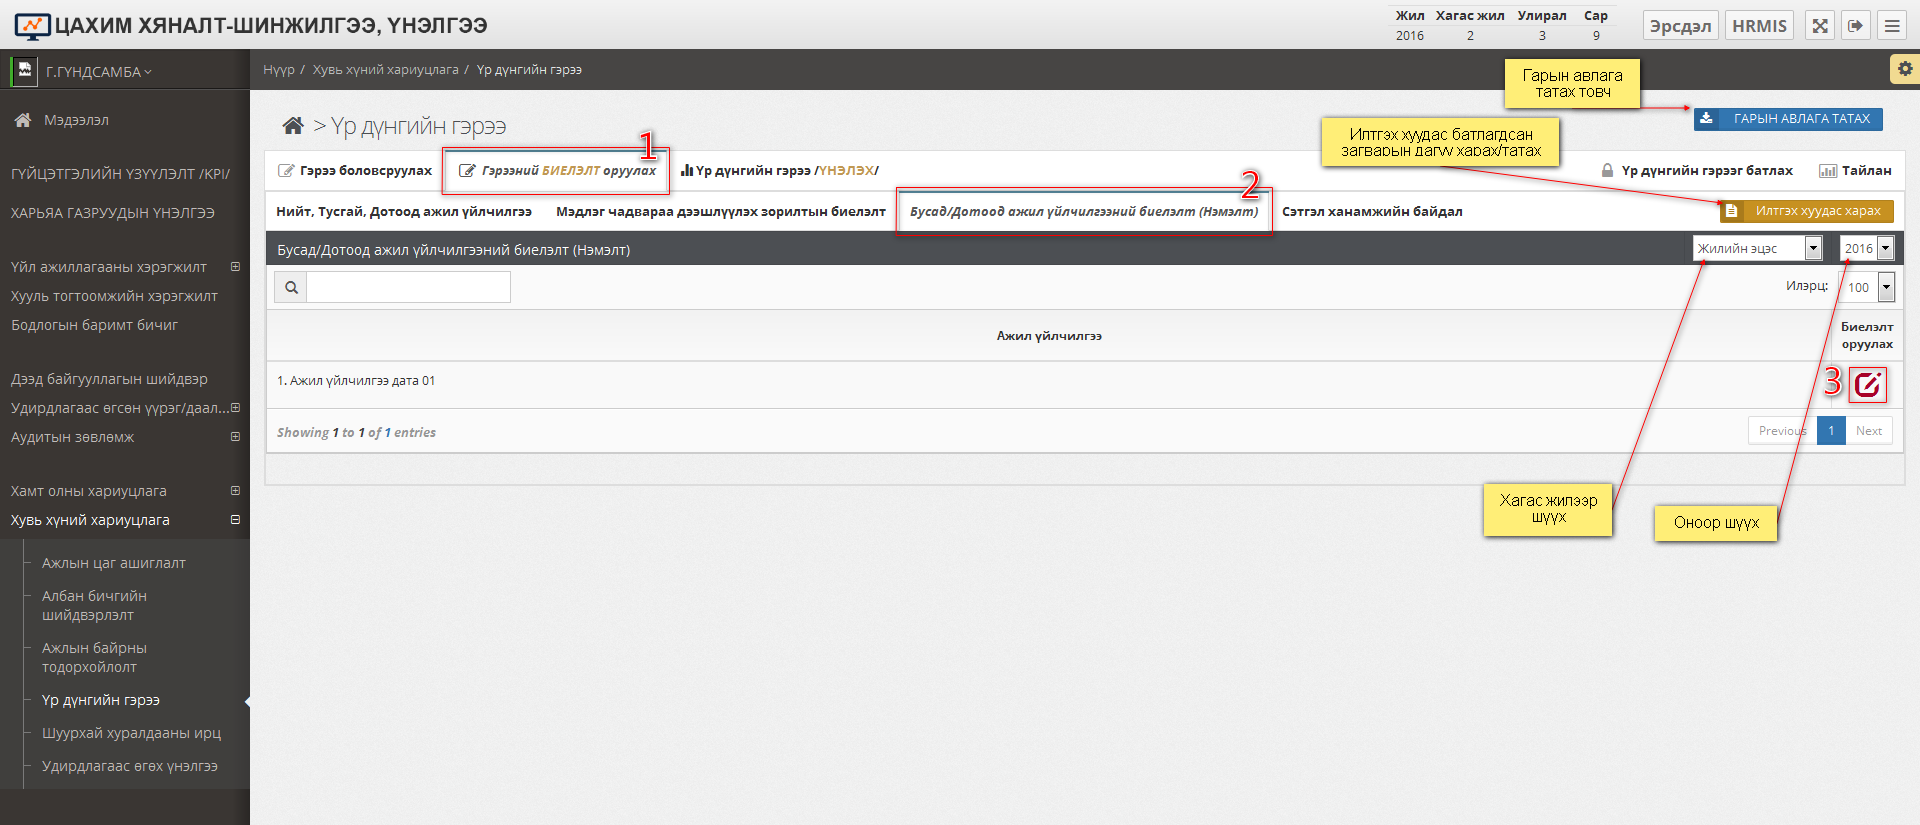 ЦАХИМ ХЯНАЛТ-ШИНЖИЛГЭЭ, ҮНЭЛГЭЭ
Жил Хагас жил Улирал Сар
2016 2 3 9
Эрсдэл
HRMIS
Г.ГҮНДСАМБА
Нүүр / Хувь хүний хариуцлага / Үр дүнгийн гэрээ
Гарын авлага
татах товч
Мэдээлэл
> Үр дүнгийн гэрээ
ГАРЫН АВЛАГА ТАТАХ
Илтгэх хуудас батлагдсан
загварын дагуу харах/татах
1
Гэрээ боловсруулах
Гэрээний БИЕЛЭЛТ оруулах
Үр дүнгийн гэрээ /ҮНЭЛЭХ/
Үр дүнгийн гэрээг батлах
Тайлан
ГҮЙЦЭТГЭЛИЙН ҮЗҮҮЛЭЛТ /KPI/
2
Нийт, Тусгай, Дотоод ажил үйлчилгээ
Мэдлэг чадвараа дээшлүүлэх зорилтын биелэлт
Бусад/Дотоод ажил үйлчилгээний биелэлт (Нэмэлт)
Сэтгэл ханамжийн байдал
Илтгэх хуудас харах
ХАРЬЯА ГАЗРУУДЫН ҮНЭЛГЭЭ
Бусад/Дотоод ажил үйлчилгээний биелэлт (Нэмэлт)
Жилийн эцэс
2016
Үйл ажиллагааны хэрэгжилт
Хууль тогтоомжийн хэрэгжилт
Бодлогын баримт бичиг
Илэрц:
100
Ажил үйлчилгээ
Биелэлт
оруулах
1. Ажил үйлчилгээ дата 01
3
Showing 1 to 1 of 1 entries
Previous 1 Next
Дээд байгууллагын шийдвэр
Удирдлагаас өгсөн үүрэг/даал...
Аудитын зөвлөмж
Хамт олны хариуцлага
Хувь хүний хариуцлага
Хагас жилээр
шүүх
Оноор шүүх
Ажлын цаг ашиглалт
Албан бичгийн
шийдвэрлэлт
Ажлын байрны
тодорхойлолт
Үр дүнгийн гэрээ
Шуурхай хуралдааны ирц
Удирдлагаас өгөх үнэлгээ